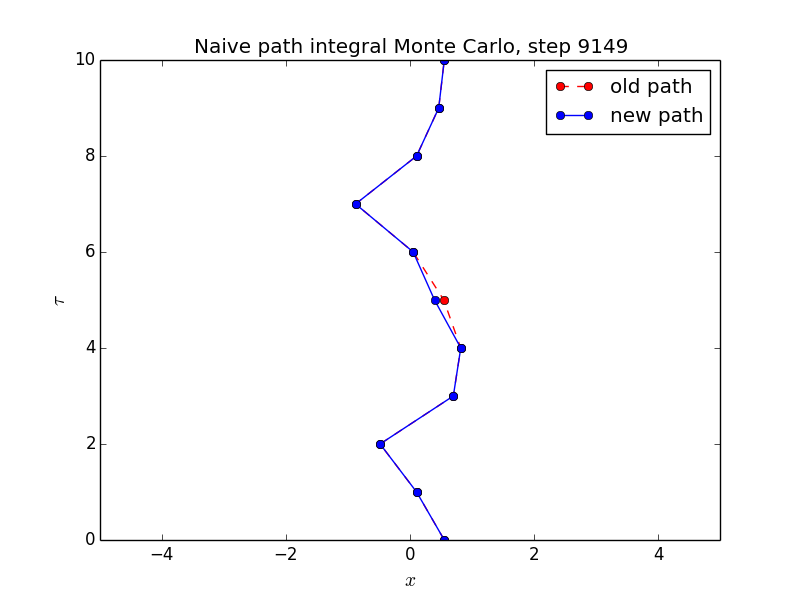 Naive path integral Monte Carlo, step 9149
10
old path
new path
8
6
τ
4
2
0
−4 −2 0 2 4
x